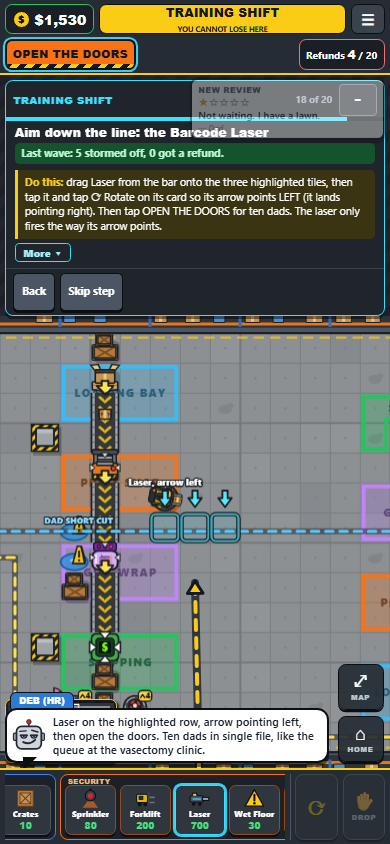 $ $1,530
TRAINING SHIFT
YOU CANNOT LOSE HERE
OPEN THE DOORS
Refunds 4 / 20
TRAINING SHIFT
NEW REVIEW
18 of 20
Not waiting. I have a lawn.
Aim down the line: the Barcode Laser
Last wave: 5 stormed off, 0 got a refund.
Do this: drag Laser from the bar onto the three highlighted tiles, then
tap it and tap ⟳ Rotate on its card so its arrow points LEFT (it lands
pointing right). Then tap OPEN THE DOORS for ten dads. The laser only
fires the way its arrow points.
More
Back
Skip step
Laser, arrow left
DAD SHORT CUT
WRAP
$
MAP
HOME
DEB (HR)
Laser on the highlighted row, arrow pointing left,
then open the doors. Ten dads in single file, like the
queue at the vasectomy clinic.
SECURITY
Crates
10
Sprinkler
80
Forklift
200
Laser
700
Wet Floor
30
DROP